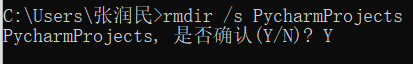 C:\Users\张润民>rmdir /s PycharmProjects
PycharmProjects, 是否确认(Y/N)? Y